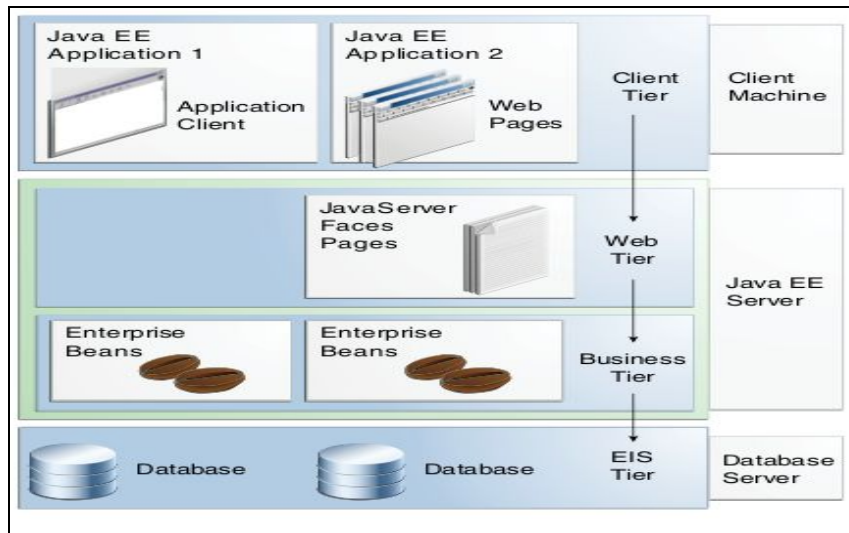 Java EE
Application 1
Application
Client
Java EE
Application 2
Web
Pages
Client
Tier
Client
Machine
JavaServer
Faces
Pages
Web
Tier
Java EE
Server
Enterprise
Beans
Enterprise
Beans
Business
Tier
Database
Database
EIS
Tier
Database
Server